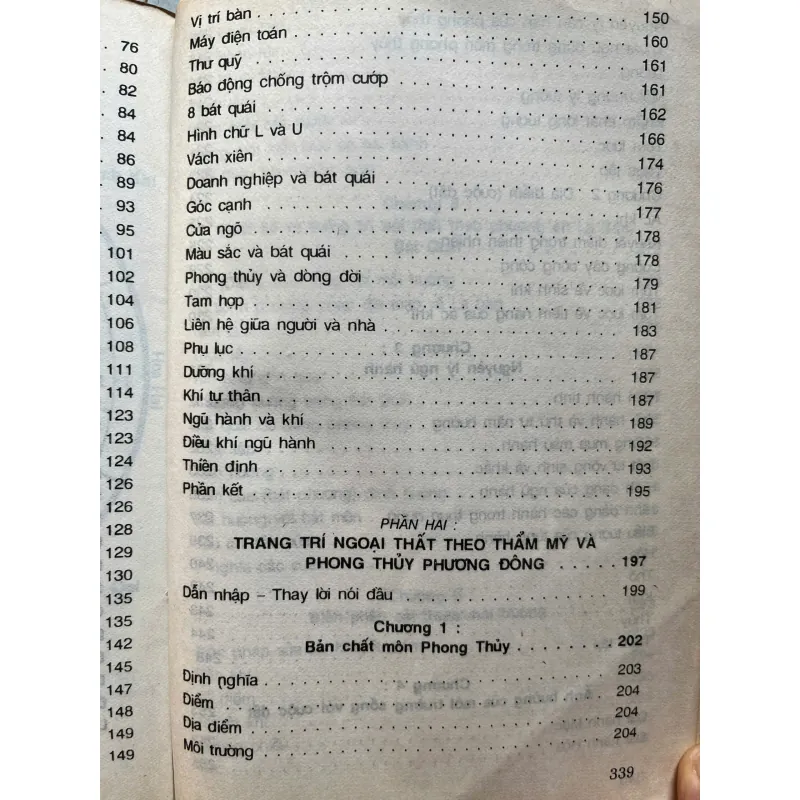 76
80
82
84
84
86
89
93
95
101
102
104
106
108
111
114
123
123
124
126
126
128
130
130
135
135
142
145
147
148
149
149
Vị trí bàn . . . 150
Máy điện toán . . . 160
Thư quỹ . . . 161
Báo động chống trộm cướp . . . 161
8 bát quái . . . 162
Hình chữ L và U . . . 166
Vách xiên . . . 174
Doanh nghiệp và bát quái . . . 176
Góc cạnh . . . 177
Cửa ngõ . . . 178
Màu sắc và bát quái . . . 178
Phong thủy và dòng dời . . . 179
Tam hợp . . . 181
Liên hệ giữa người và nhà . . . 183
Phụ lục . . . 187
Dưỡng khí . . . 187
Khí tự thân . . . 187
Ngũ hành và khí . . . 189
Điều khí ngũ hành . . . 192
Thiền định . . . 193
Phần kết . . . 195
PHẦN HAI :
TRANG TRÍ NGOẠI THẤT THEO THẨM MỸ VÀ
PHONG THỦY PHƯƠNG ĐÔNG . . . 197
Dẫn nhập – Thay lời nói đầu . . . 199
Chương 1 :
Bản chất môn Phong Thủy . . . 202
Định nghĩa . . . 203
Điểm . . . 204
Địa điểm . . . 204
Môi trường . . . 204
339